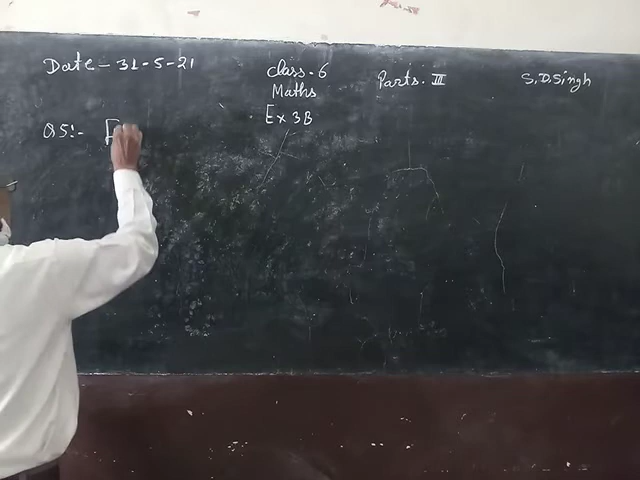 Date - 31-5-21 Class-6 Parts. III S.D.Singh
Maths
Ex 3B
Q5:-